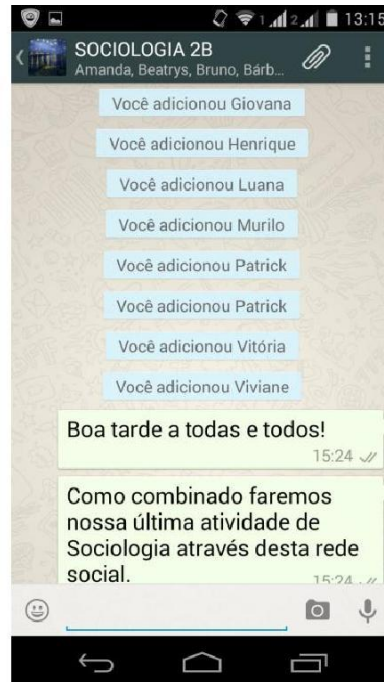 1 2 13:15
SOCIOLOGIA 2B
Amanda, Beatrys, Bruno, Bárb...
Você adicionou Giovana
Você adicionou Henrique
Você adicionou Luana
Você adicionou Murilo
Você adicionou Patrick
Você adicionou Patrick
Você adicionou Vitória
Você adicionou Viviane
Boa tarde a todas e todos!
15:24
Como combinado faremos
nossa última atividade de
Sociologia através desta rede
social.
15:24